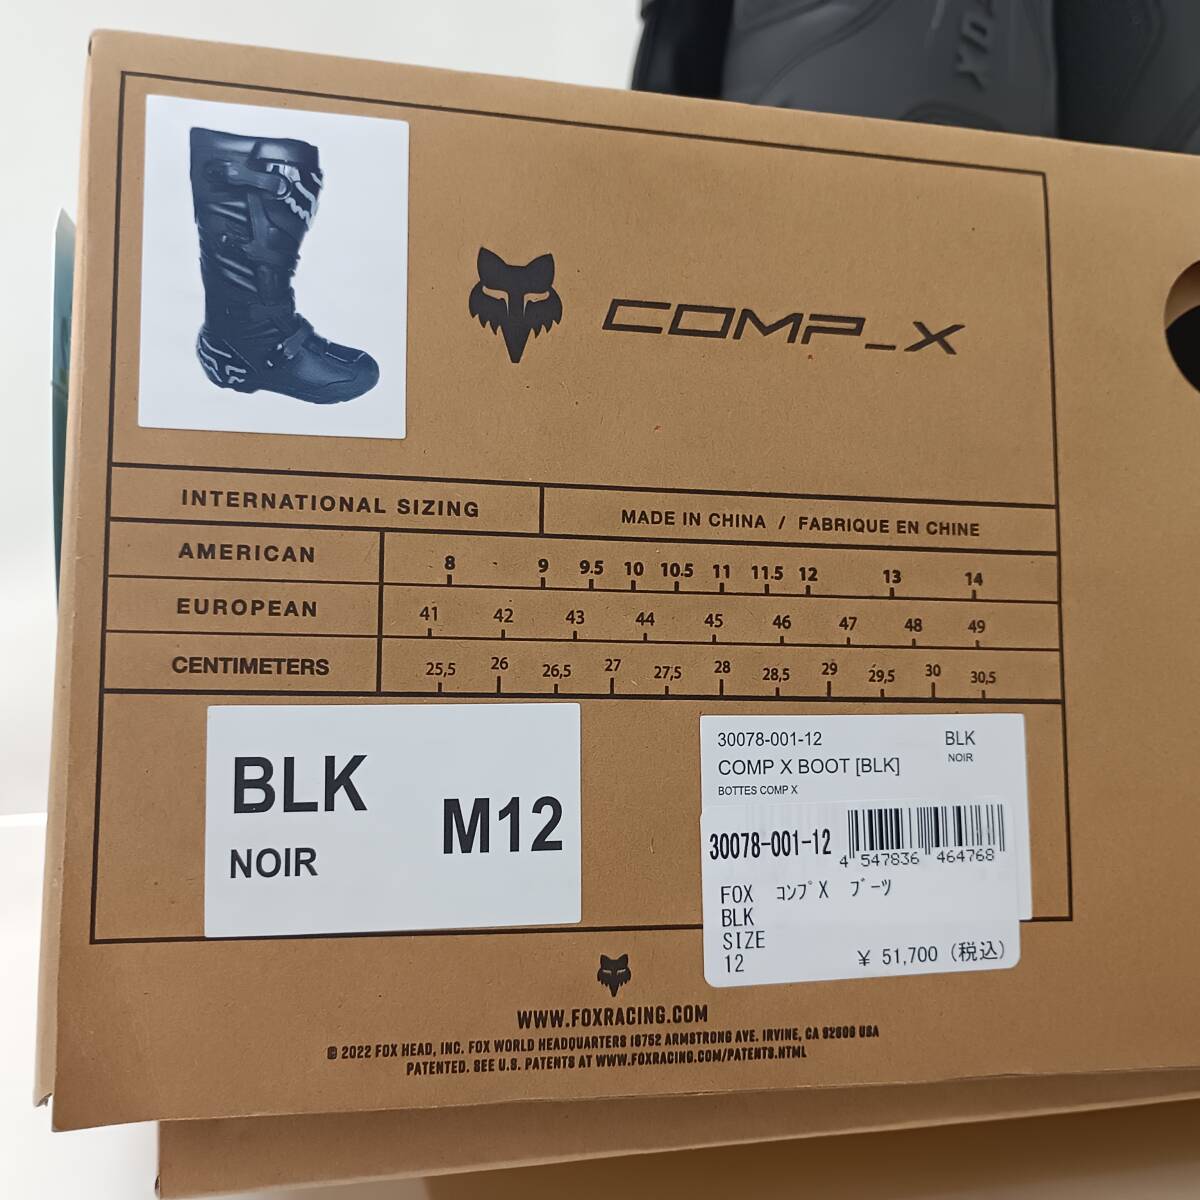 FOX
COMP_X
INTERNATIONAL SIZING
MADE IN CHINA / FABRIQUE EN CHINE
AMERICAN 8 9 9.5 10 10.5 11 11.5 12 13 14
EUROPEAN 41 42 43 44 45 46 47 48 49
CENTIMETERS 25,5 26 26,5 27 27,5 28 28,5 29 29,5 30 30,5
BLK
NOIR
M12
30078-001-12 BLK
NOIR
COMP X BOOT [BLK]
BOTTES COMP X
30078-001-12
4 547836 464768
FOX ｺﾝﾌﾟX ﾌﾞｰﾂ
BLK
SIZE
12
¥ 51,700 (税込)
WWW.FOXRACING.COM
© 2022 FOX HEAD, INC. FOX WORLD HEADQUARTERS 16752 ARMSTRONG AVE. IRVINE, CA 92606 USA
PATENTED. SEE U.S. PATENTS AT WWW.FOXRACING.COM/PATENTS.HTML